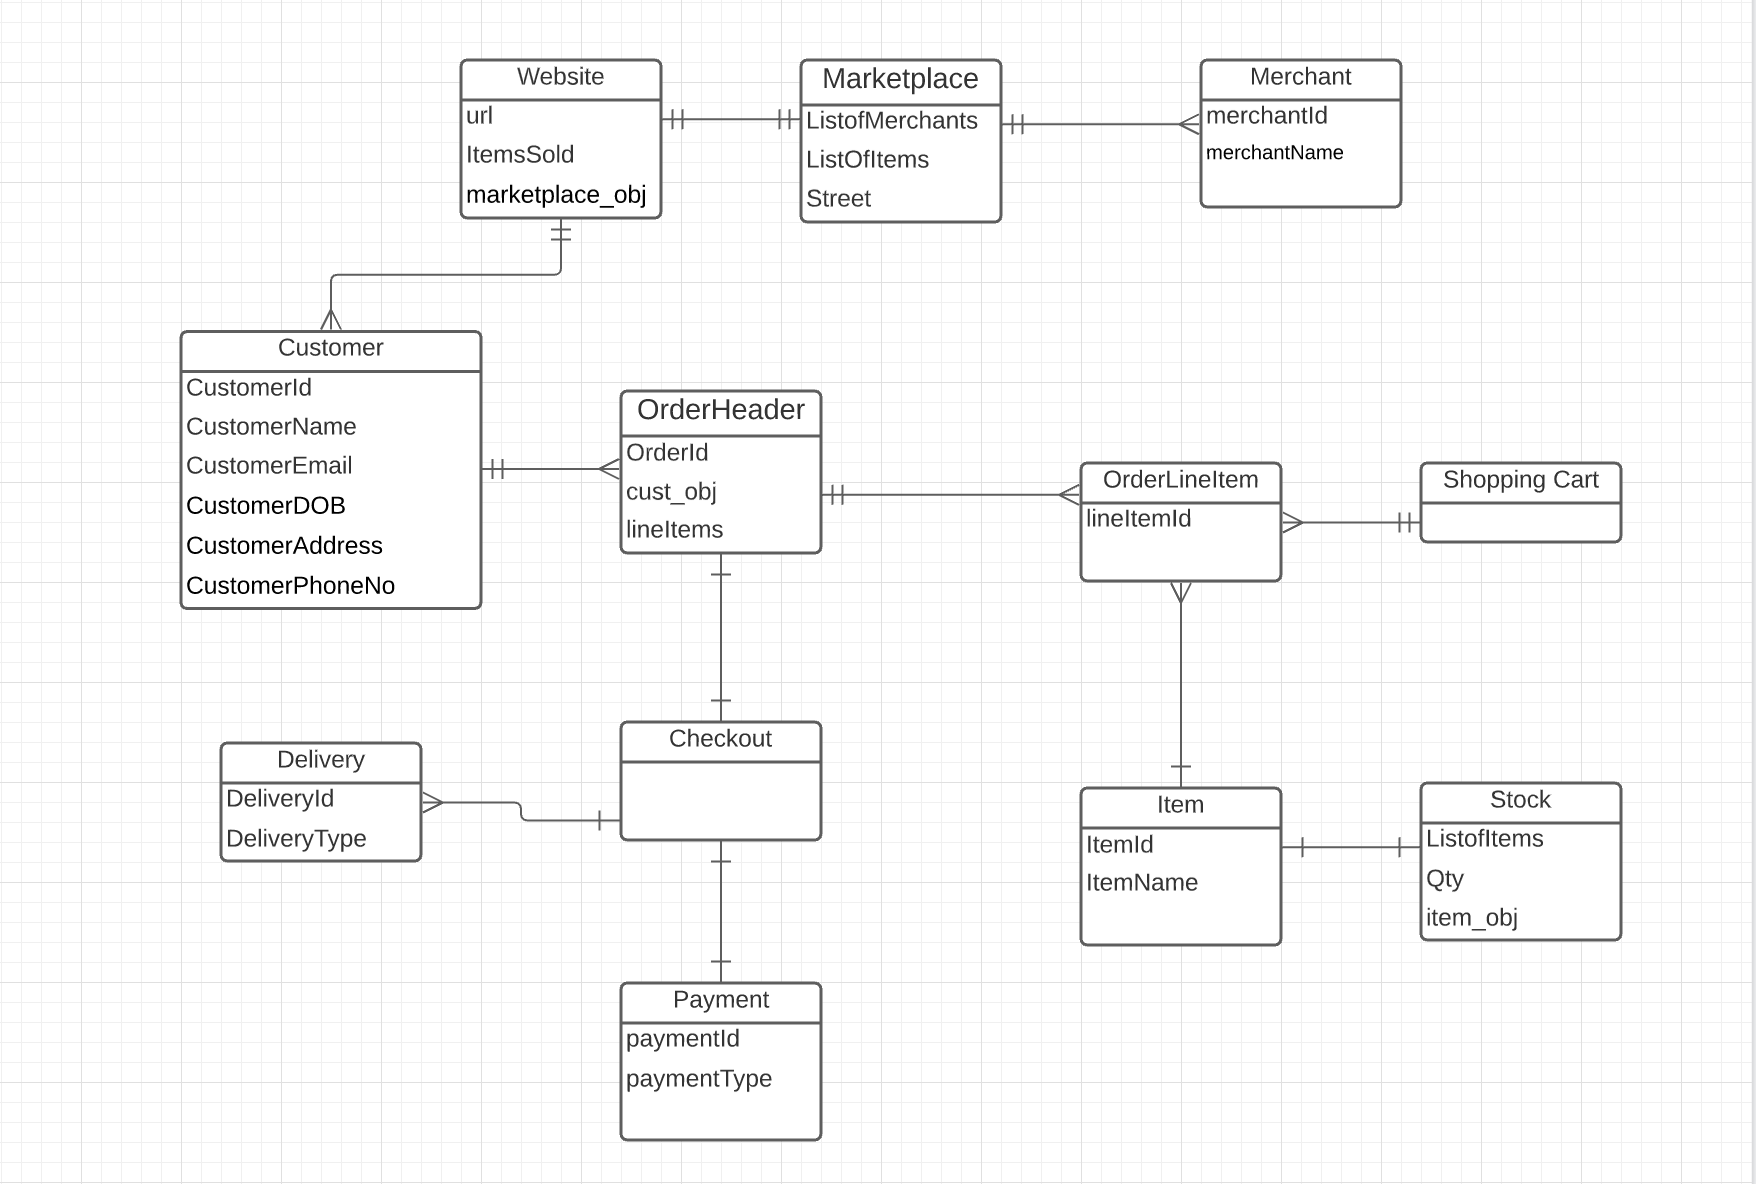 Website
url
ItemsSold
marketplace_obj
Marketplace
ListofMerchants
ListOfItems
Street
Merchant
merchantId
merchantName
Customer
CustomerId
CustomerName
CustomerEmail
CustomerDOB
CustomerAddress
CustomerPhoneNo
OrderHeader
OrderId
cust_obj
lineItems
OrderLineItem
lineItemId
Shopping Cart
Delivery
DeliveryId
DeliveryType
Checkout
Item
ItemId
ItemName
Stock
ListofItems
Qty
item_obj
Payment
paymentId
paymentType